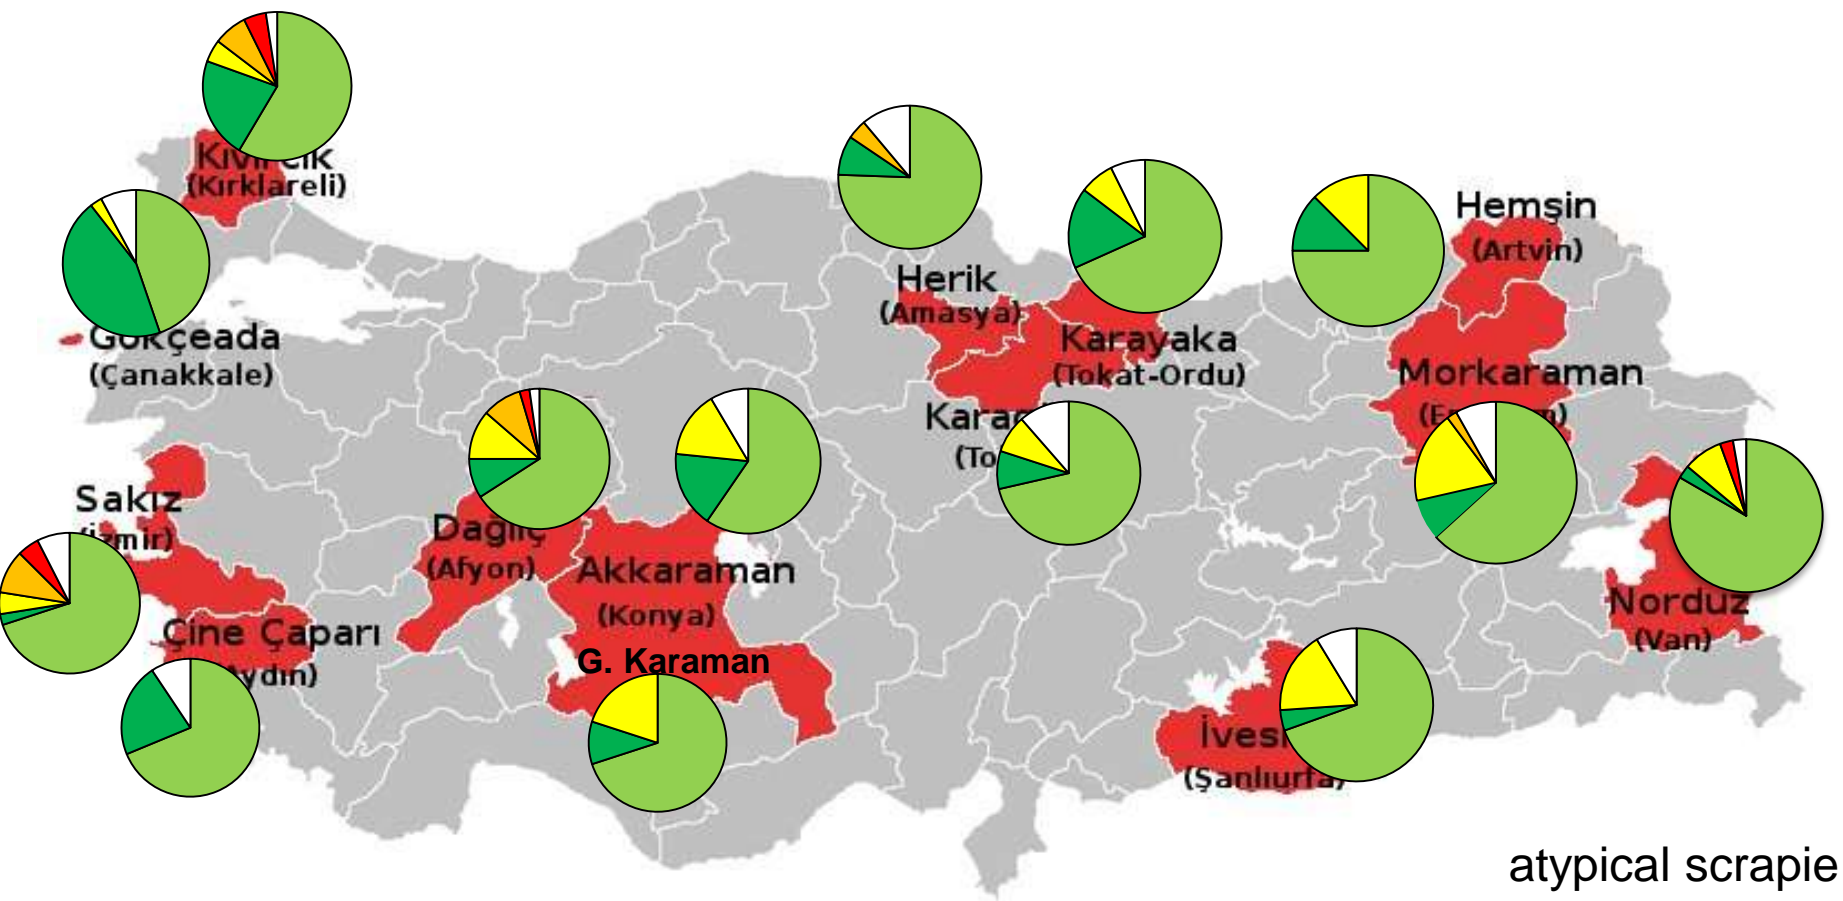 (Kırklareli)
Hemşin
(Artvin)
Herik
(Amasya)
Gökçeada
(Çanakkale)
Karayaka
(Tokat-Ordu)
Morkaraman
Sakız
(İzmir)
Dağlıç
(Afyon)
Akkaraman
(Konya)
G. Karaman
Çine Çaparı
Norduz
(Van)
(Şanlıurfa)
atypical scrapie